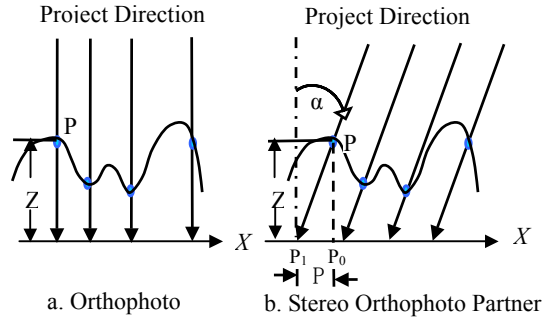 Project Direction
P
Z
X
a. Orthophoto
Project Direction
α
P
Z
X
P₁ P₀
P
b. Stereo Orthophoto Partner